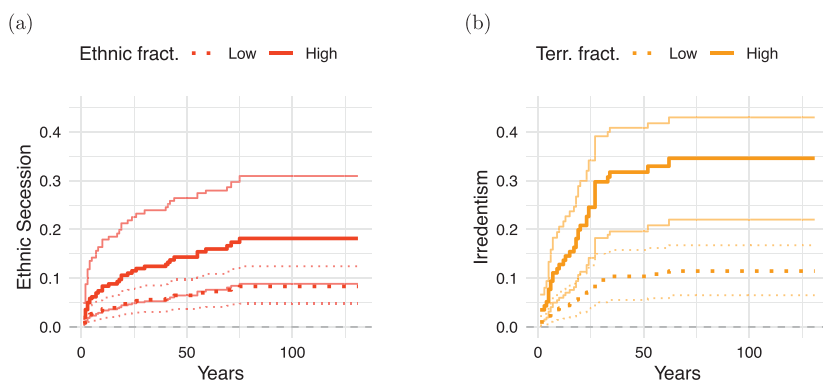 (a)
Ethnic fract. Low High
Ethnic Secession
0.4
0.3
0.2
0.1
0.0
0 50 100
Years
(b)
Terr. fract. Low High
Irredentism
0.4
0.3
0.2
0.1
0.0
0 50 100
Years